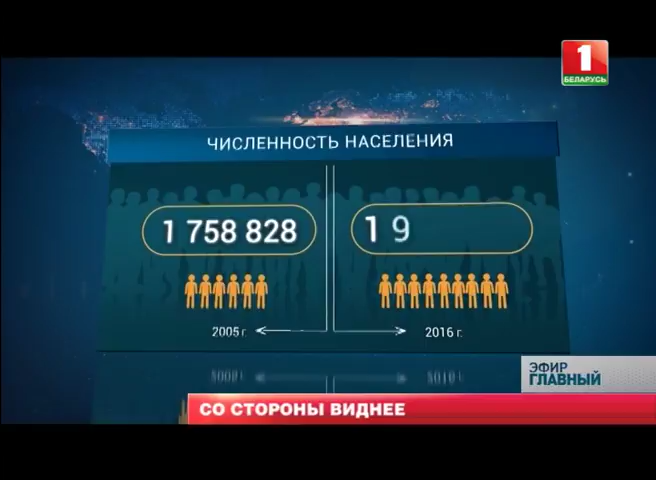 1
БЕЛАРУСЬ
ЧИСЛЕННОСТЬ НАСЕЛЕНИЯ
1 758 828
1 9
2005 г.
2016 г.
ЭФИР
ГЛАВНЫЙ
СО СТОРОНЫ ВИДНЕЕ